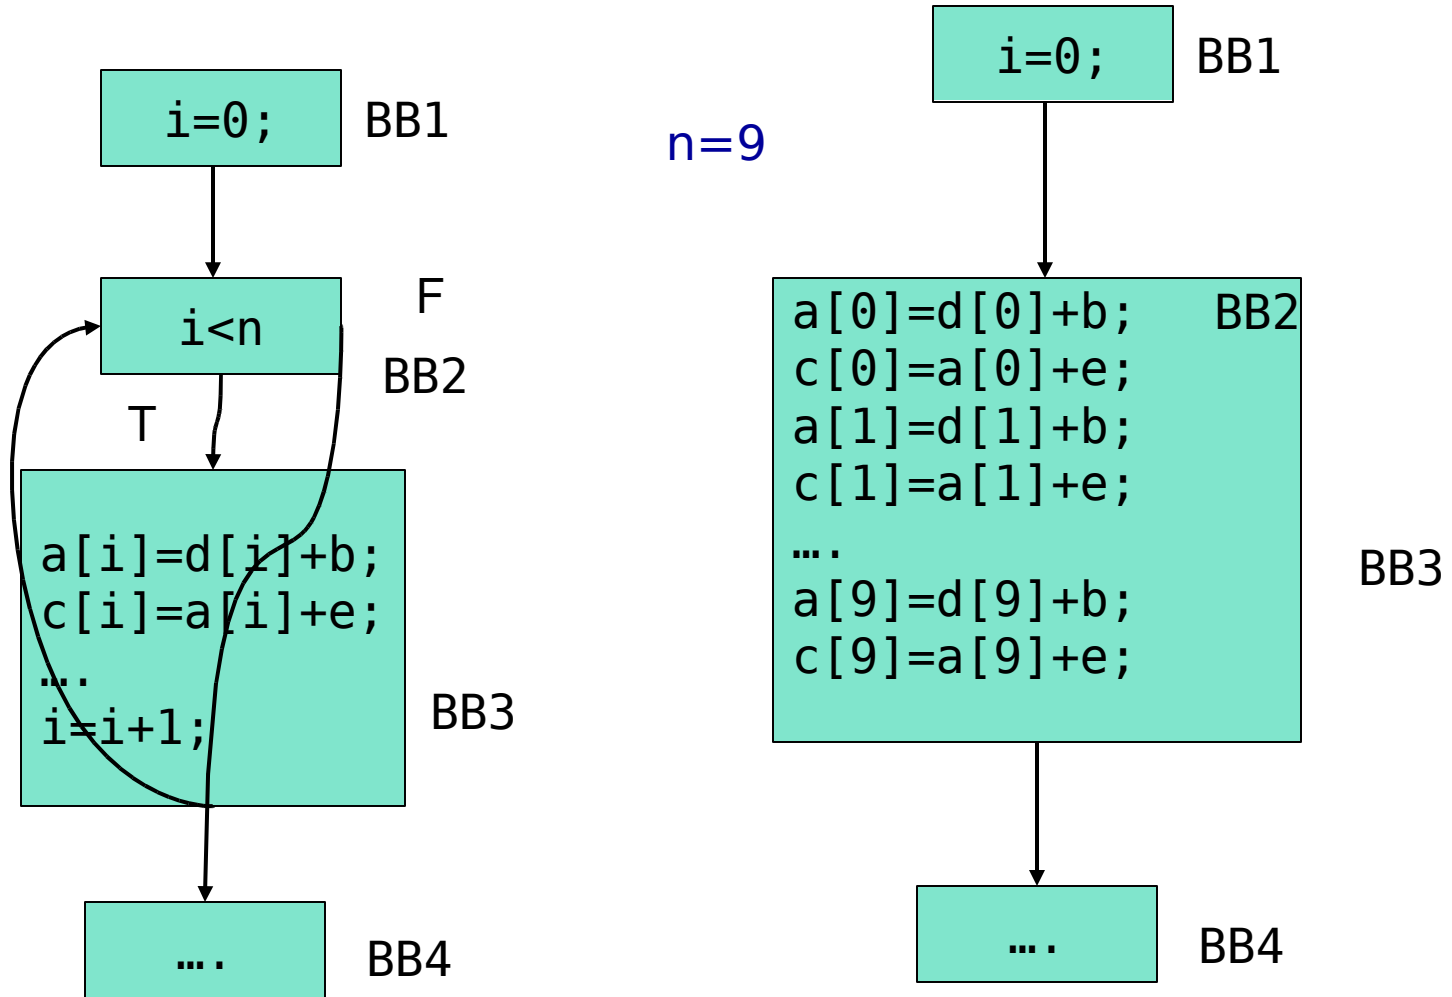 i=0;
BB1
i<n
F
BB2
T
a[i]=d[i]+b;
c[i]=a[i]+e;
….
i=i+1;
BB3
….
BB4
n=9
i=0;
BB1
a[0]=d[0]+b;
BB2
c[0]=a[0]+e;
a[1]=d[1]+b;
c[1]=a[1]+e;
….
a[9]=d[9]+b;
c[9]=a[9]+e;
BB3
….
BB4